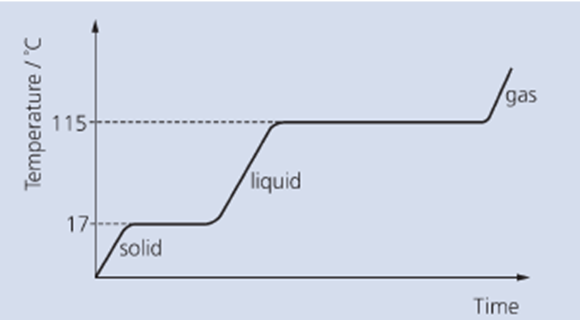 Temperature / °C
115
17
solid
liquid
gas
Time